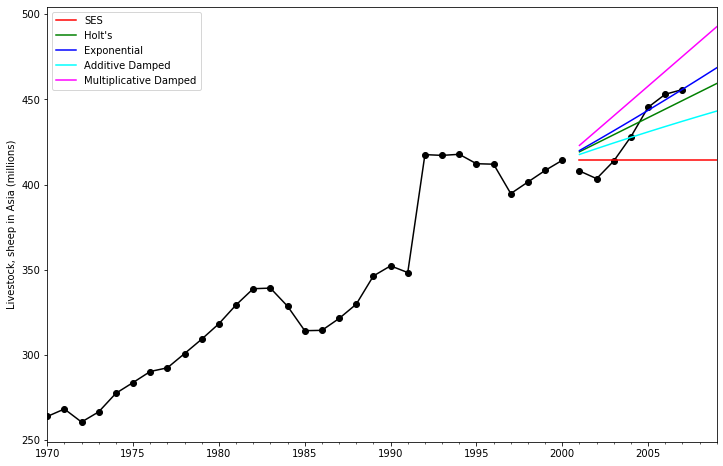 SES
Holt's
Exponential
Additive Damped
Multiplicative Damped
Livestock, sheep in Asia (millions)
500
450
400
350
300
250
1970 1975 1980 1985 1990 1995 2000 2005